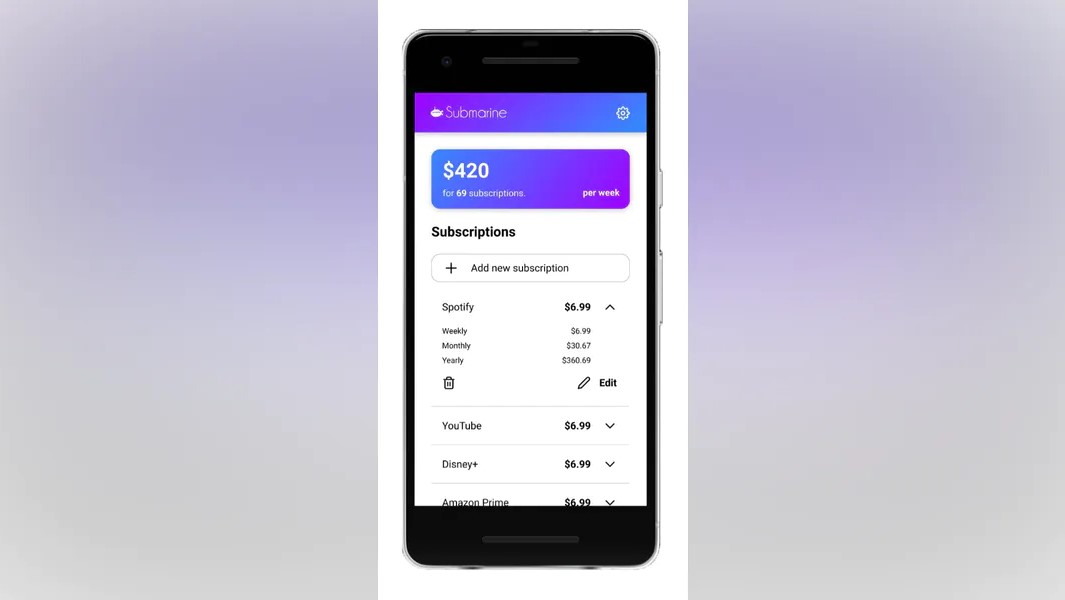 Submarine
$420
for 69 subscriptions.
per week
Subscriptions
Add new subscription
Spotify $6.99
Weekly $6.99
Monthly $30.67
Yearly $360.69
Edit
YouTube $6.99
Disney+ $6.99
Amazon Prime $6.99